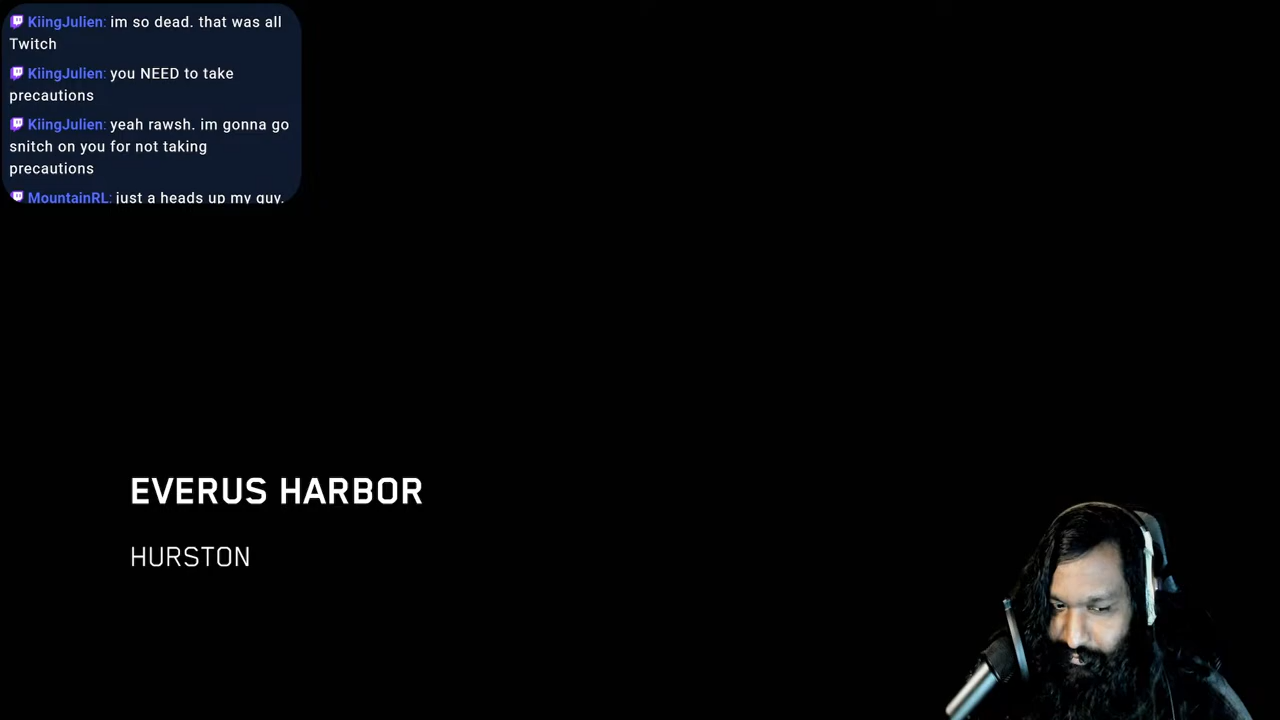 KiingJulien: im so dead. that was all
Twitch
KiingJulien: you NEED to take
precautions
KiingJulien: yeah rawsh. im gonna go
snitch on you for not taking
precautions
MountainRL: just a heads up my guy.
EVERUS HARBOR
HURSTON